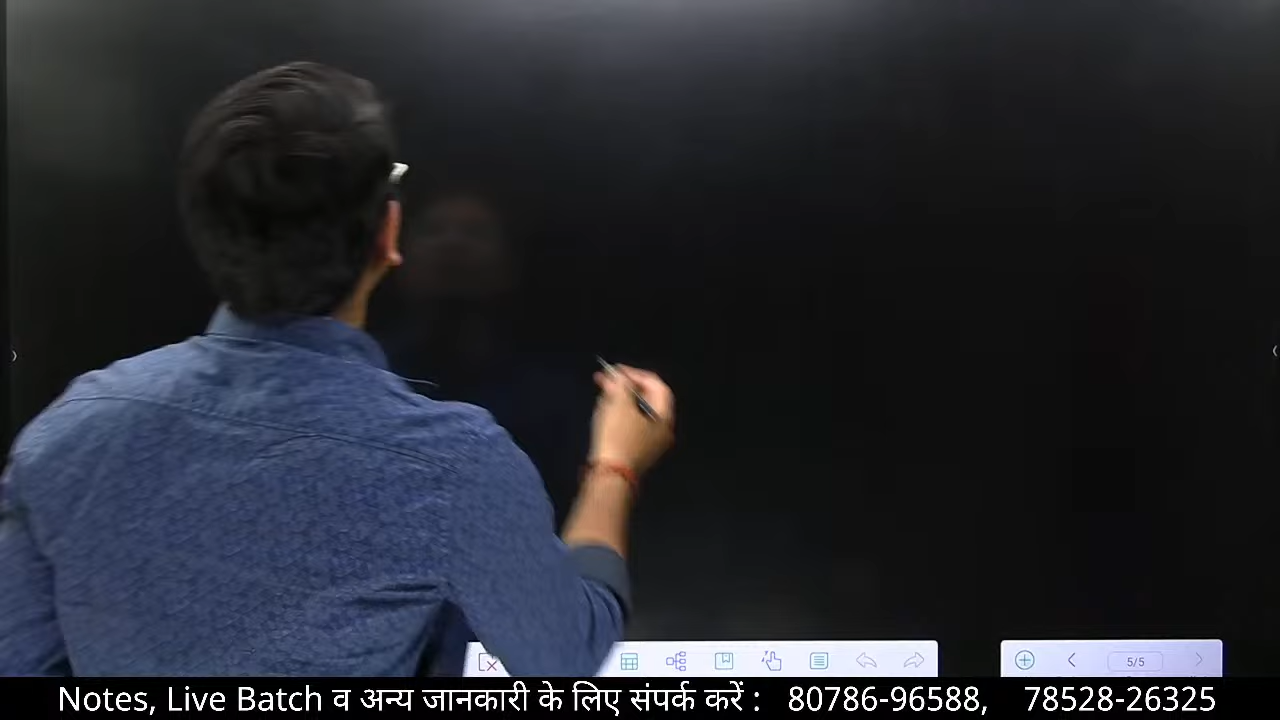 5/5
Notes, Live Batch व अन्य जानकारी के लिए संपर्क करें : 80786-96588, 78528-26325